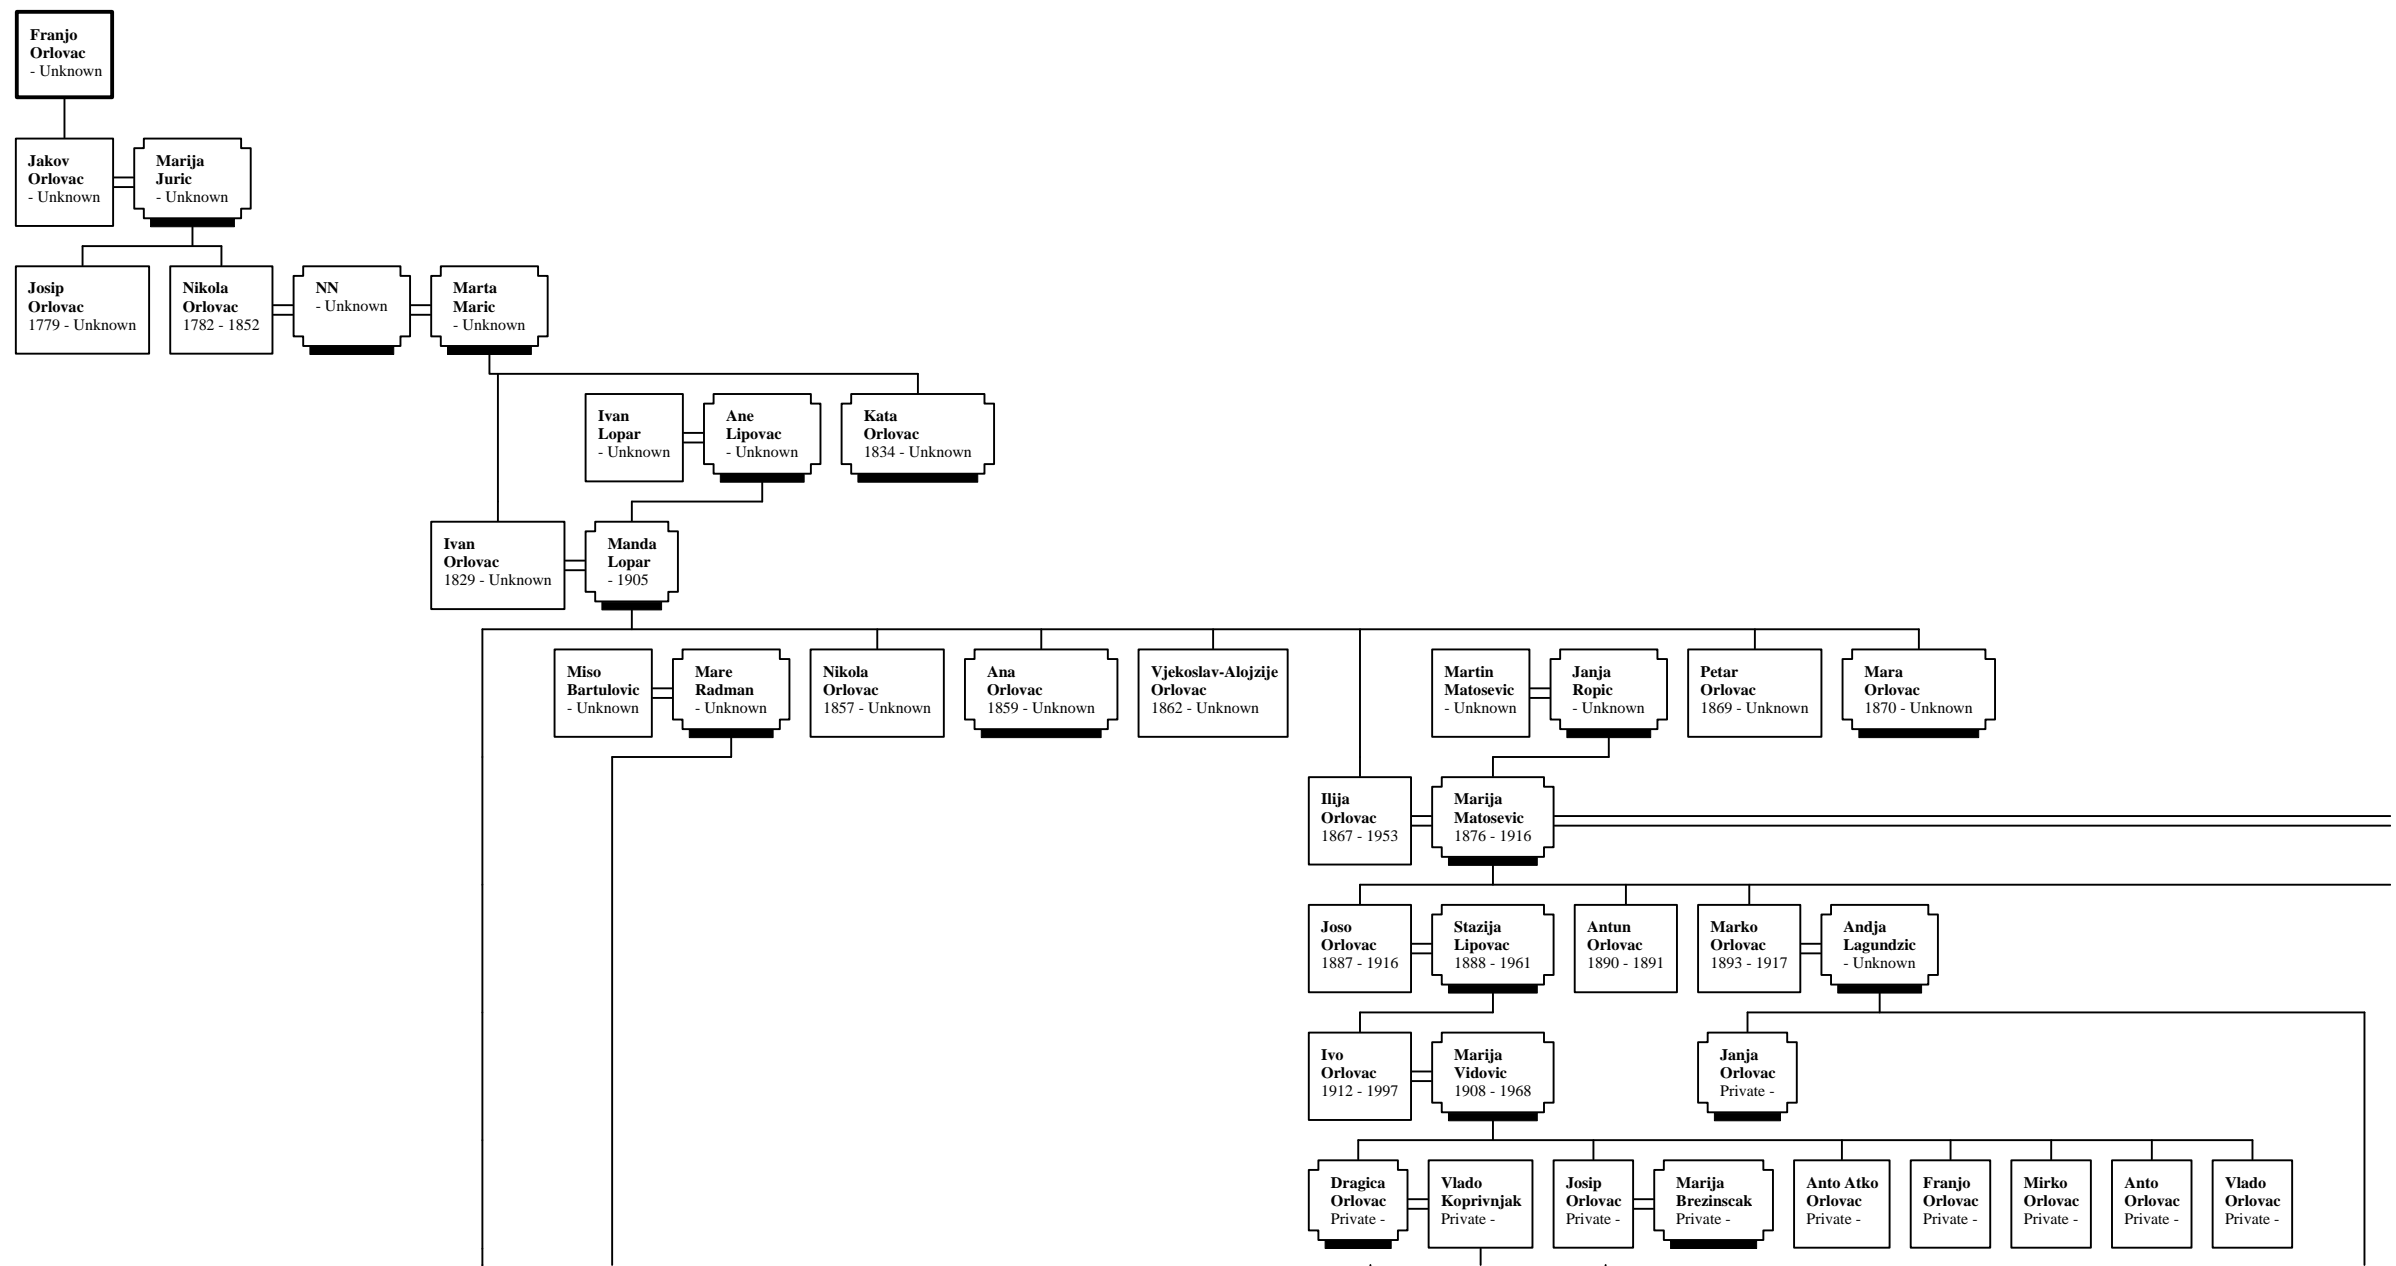 Franjo
Orlovac
- Unknown
Jakov
Orlovac
- Unknown
Marija
Juric
- Unknown
Josip
Orlovac
1779 - Unknown
Nikola
Orlovac
1782 - 1852
NN
- Unknown
Marta
Maric
- Unknown
Ivan
Lopar
- Unknown
Ane
Lipovac
- Unknown
Kata
Orlovac
1834 - Unknown
Ivan
Orlovac
1829 - Unknown
Manda
Lopar
- 1905
Miso
Bartulovic
- Unknown
Mare
Radman
- Unknown
Nikola
Orlovac
1857 - Unknown
Ana
Orlovac
1859 - Unknown
Vjekoslav-Alojzije
Orlovac
1862 - Unknown
Martin
Matosevic
- Unknown
Janja
Ropic
- Unknown
Petar
Orlovac
1869 - Unknown
Mara
Orlovac
1870 - Unknown
Ilija
Orlovac
1867 - 1953
Marija
Matosevic
1876 - 1916
Joso
Orlovac
1887 - 1916
Stazija
Lipovac
1888 - 1961
Antun
Orlovac
1890 - 1891
Marko
Orlovac
1893 - 1917
Andja
Lagundzic
- Unknown
Ivo
Orlovac
1912 - 1997
Marija
Vidovic
1908 - 1968
Janja
Orlovac
Private -
Dragica
Orlovac
Private -
Vlado
Koprivnjak
Private -
Josip
Orlovac
Private -
Marija
Brezinscak
Private -
Anto Atko
Orlovac
Private -
Franjo
Orlovac
Private -
Mirko
Orlovac
Private -
Anto
Orlovac
Private -
Vlado
Orlovac
Private -